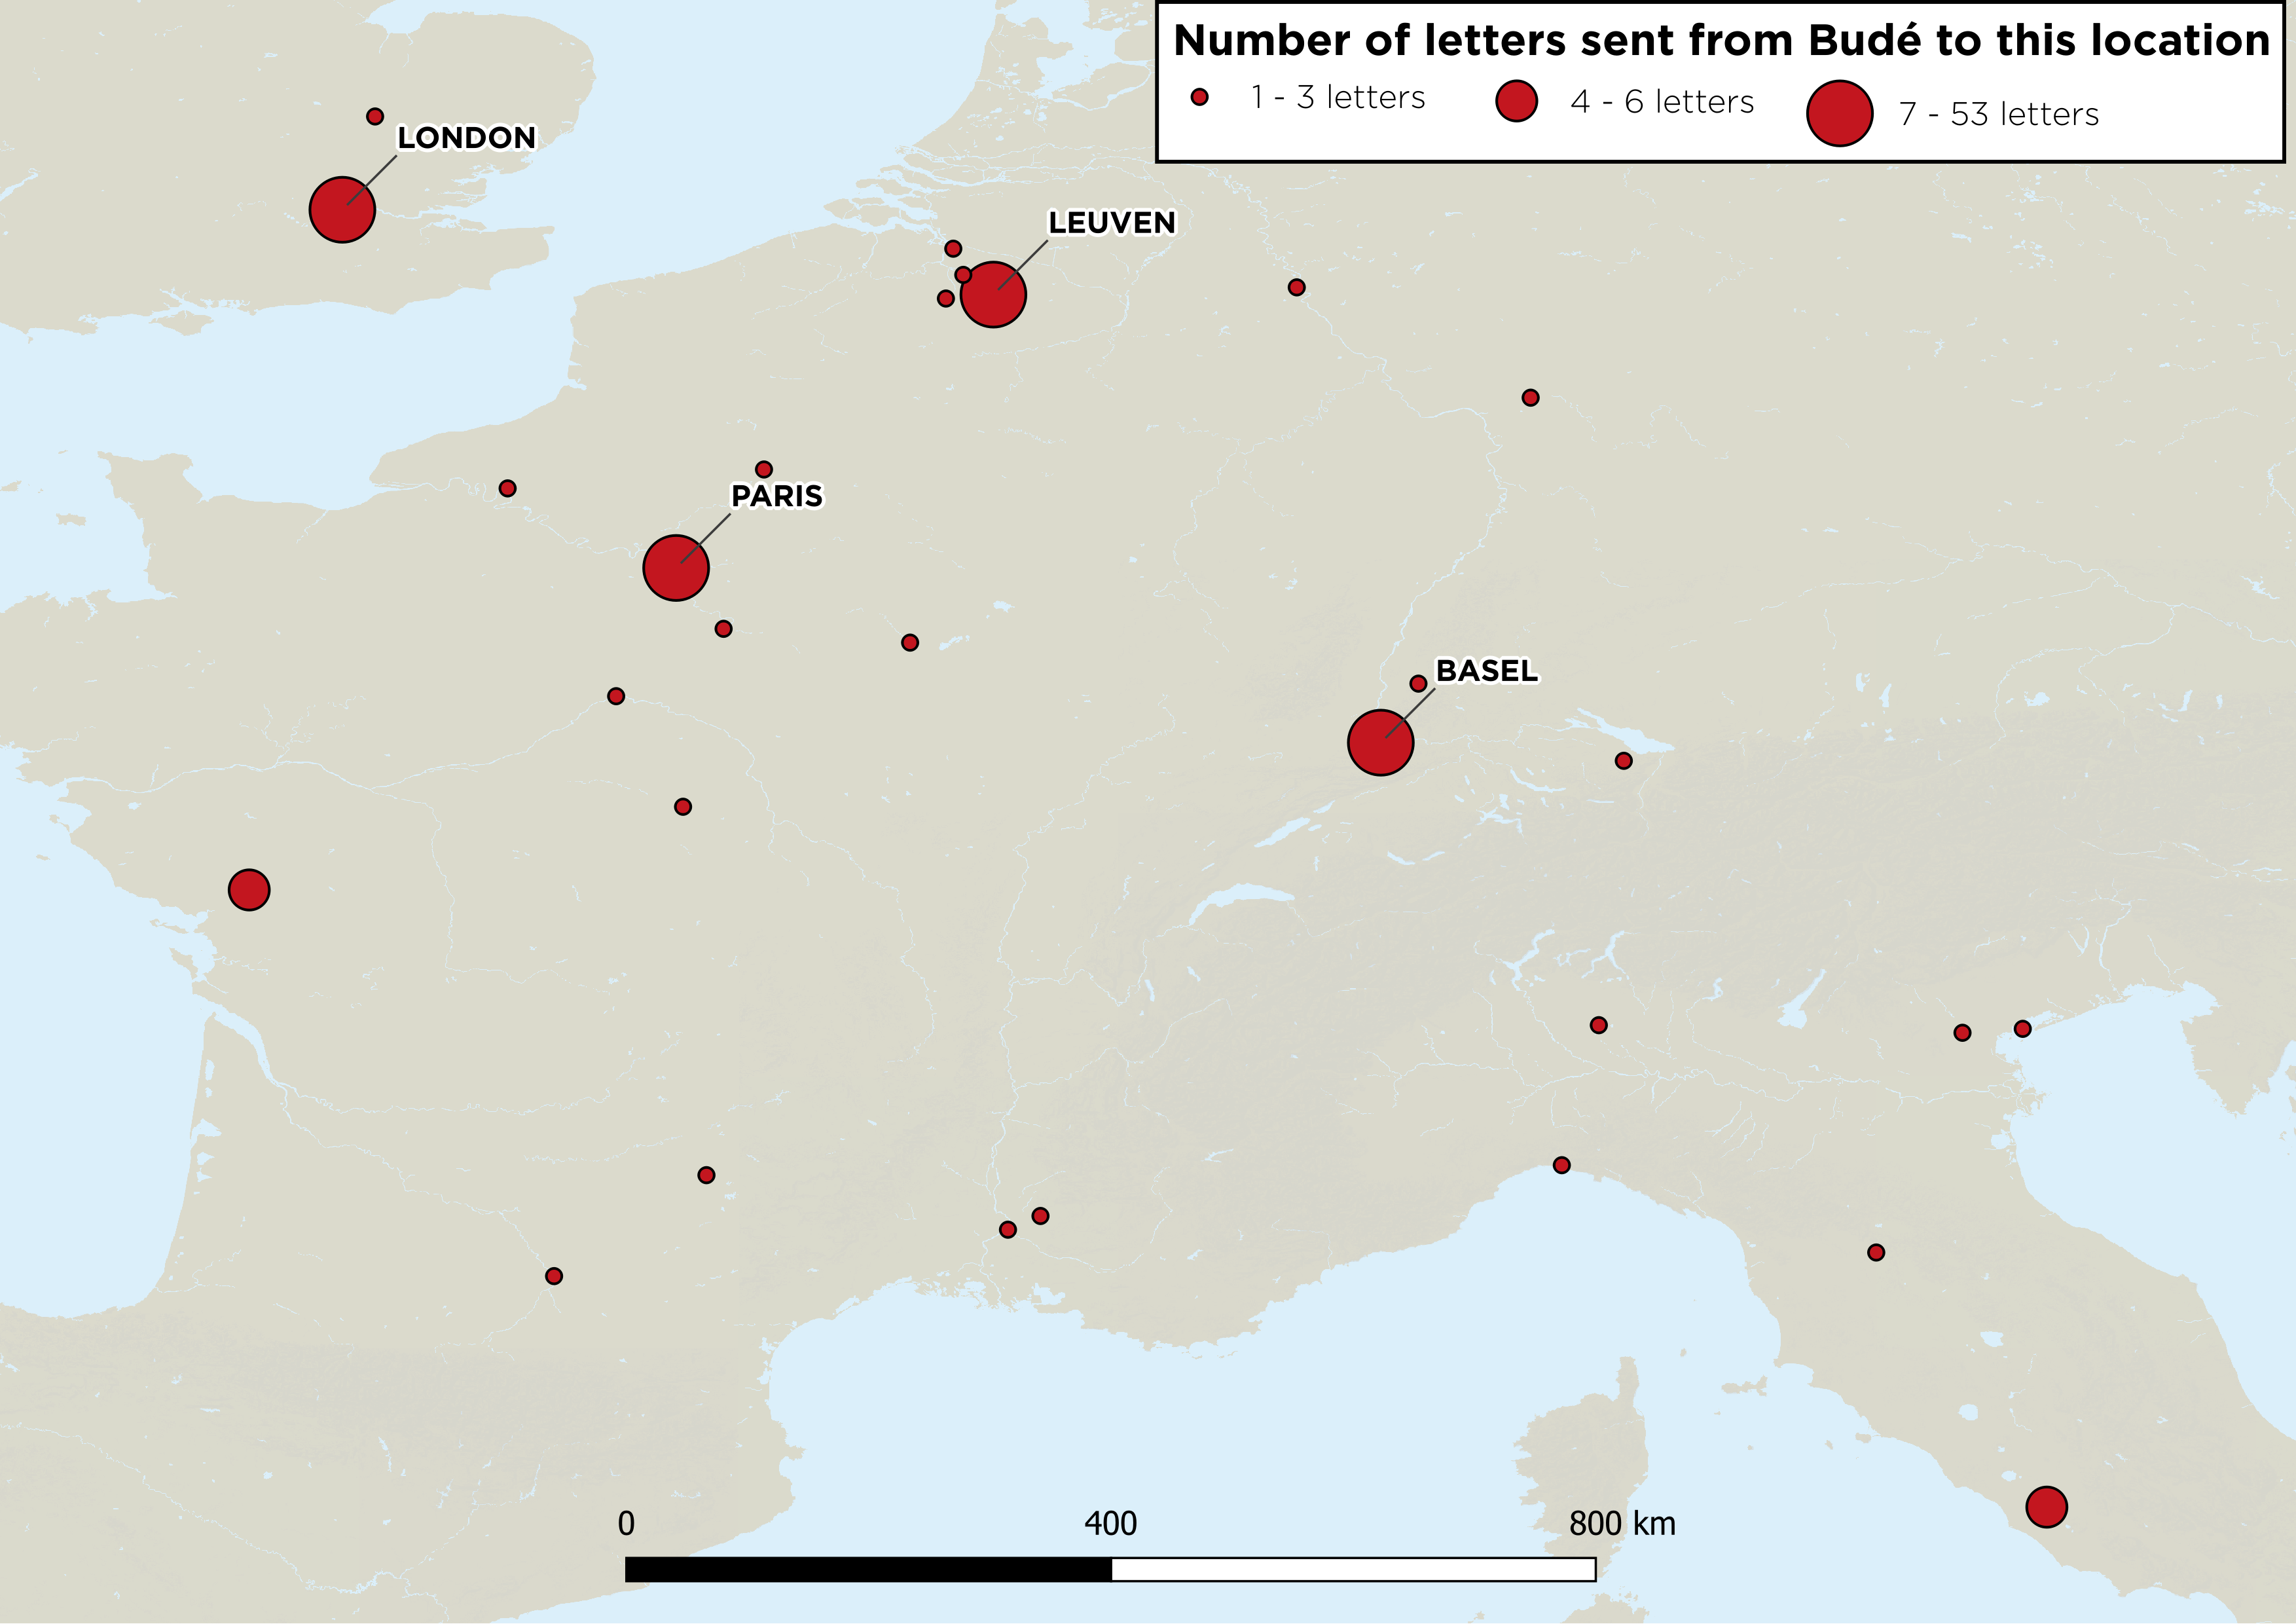 Number of letters sent from Budé to this location
1 - 3 letters 4 - 6 letters 7 - 53 letters
LONDON
LEUVEN
PARIS
BASEL
0 400 800 km